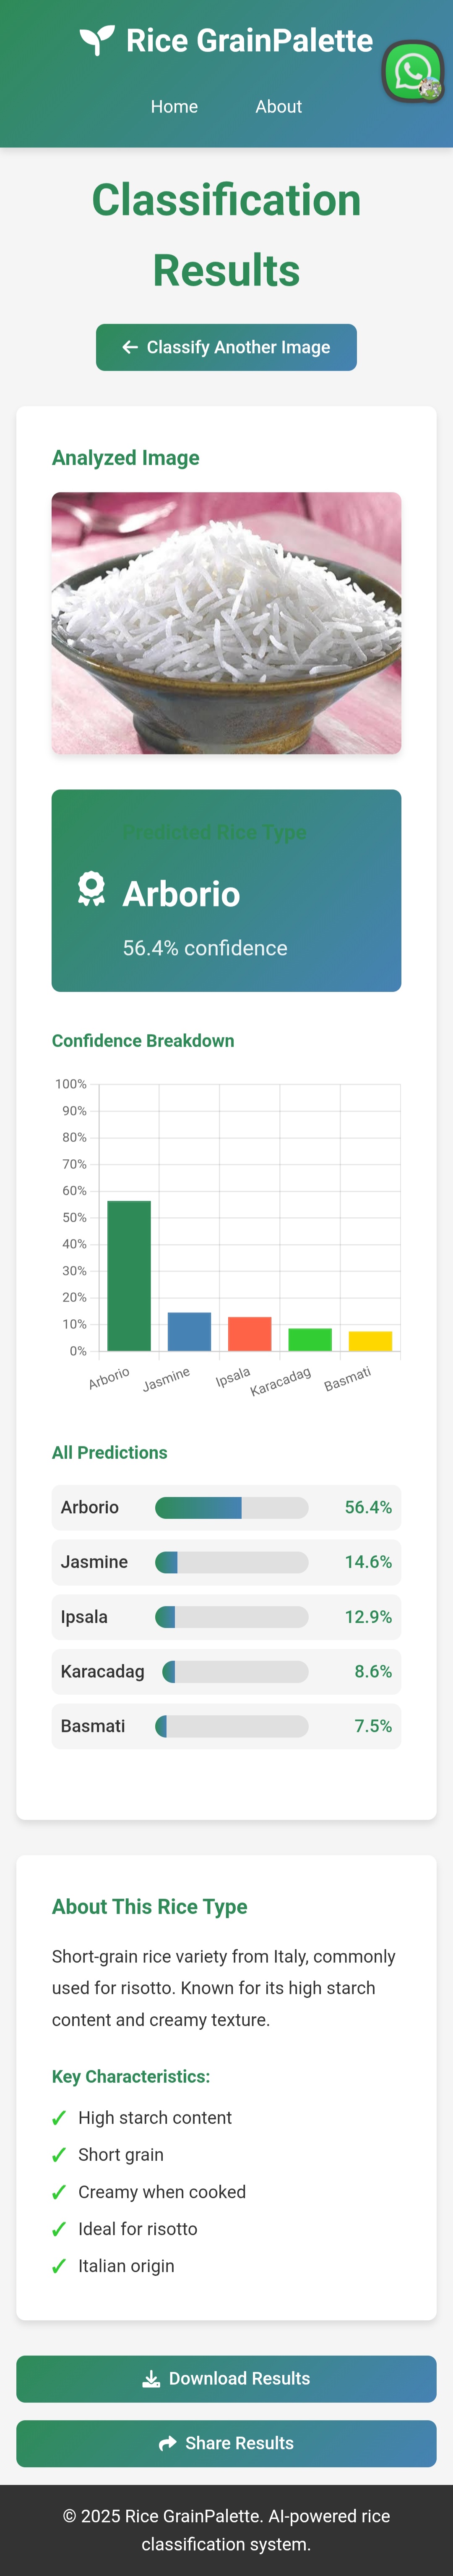 Rice GrainPalette
Home About
Classification
Results
Classify Another Image
Analyzed Image
Predicted Rice Type
Arborio
56.4% confidence
Confidence Breakdown
100%
90%
80%
70%
60%
50%
40%
30%
20%
10%
0%
Arborio Jasmine Ipsala Karacadag Basmati
All Predictions
Arborio 56.4%
Jasmine 14.6%
Ipsala 12.9%
Karacadag 8.6%
Basmati 7.5%
About This Rice Type
Short-grain rice variety from Italy, commonly
used for risotto. Known for its high starch
content and creamy texture.
Key Characteristics:
✓ High starch content
✓ Short grain
✓ Creamy when cooked
✓ Ideal for risotto
✓ Italian origin
Download Results
Share Results
© 2025 Rice GrainPalette. AI-powered rice
classification system.